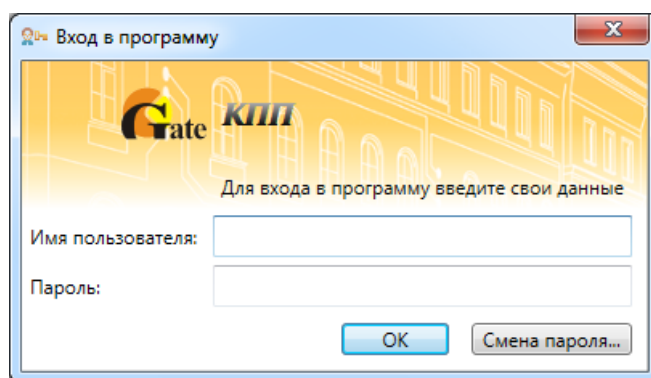 Вход в программу
Gate КПП
Для входа в программу введите свои данные
Имя пользователя:
Пароль:
OK Смена пароля...